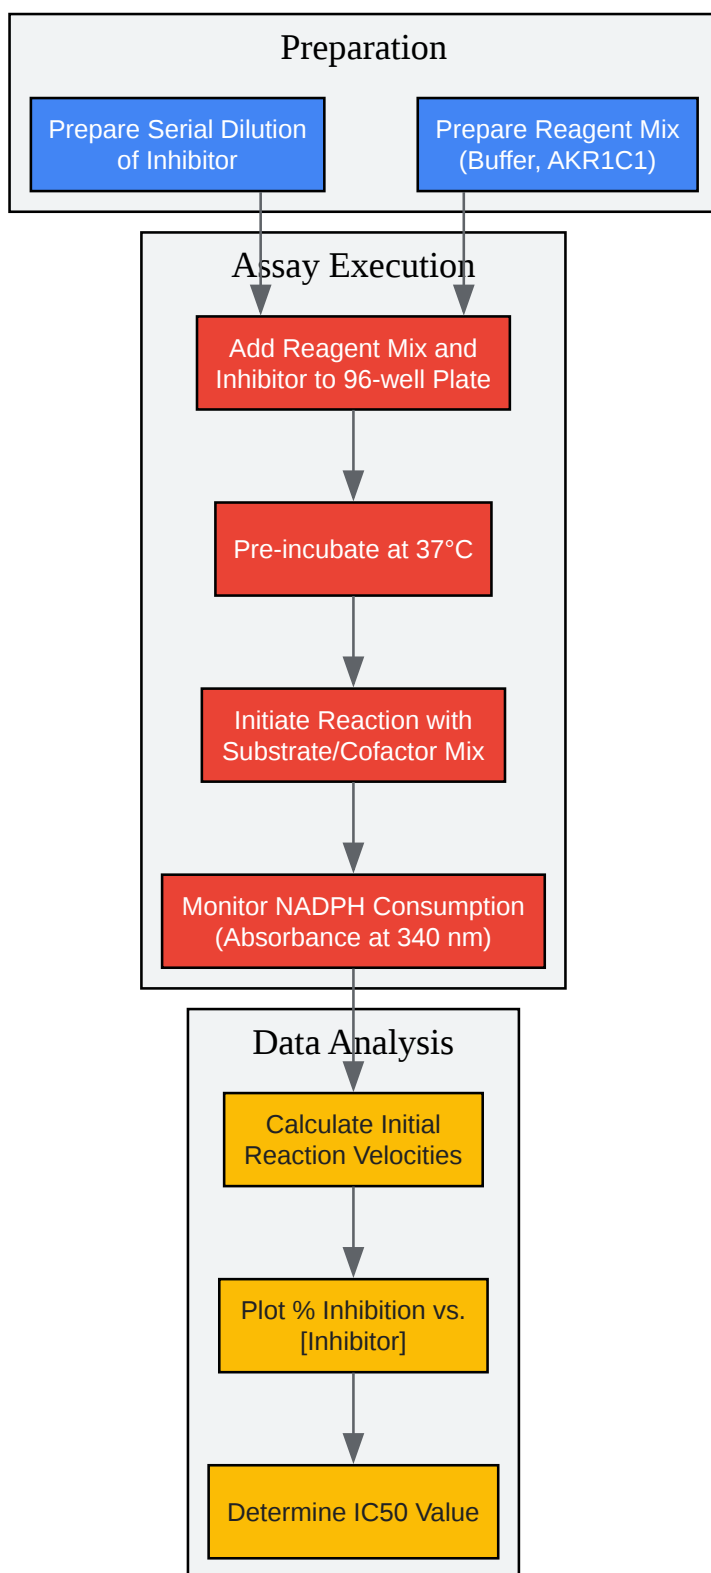 Preparation
Prepare Serial Dilution
of Inhibitor
Prepare Reagent Mix
(Buffer, AKR1C1)
Assay Execution
Add Reagent Mix and
Inhibitor to 96-well Plate
Pre-incubate at 37°C
Initiate Reaction with
Substrate/Cofactor Mix
Monitor NADPH Consumption
(Absorbance at 340 nm)
Data Analysis
Calculate Initial
Reaction Velocities
Plot % Inhibition vs.
[Inhibitor]
Determine IC50 Value